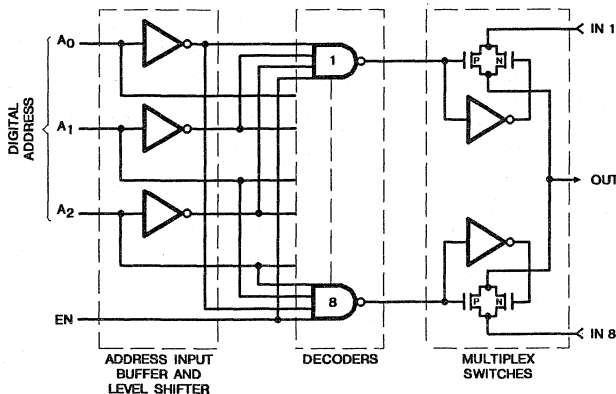 DIGITAL
ADDRESS
A0
A1
A2
EN
1
8
P
N
P
N
IN 1
OUT
IN 8
ADDRESS INPUT
BUFFER AND
LEVEL SHIFTER
DECODERS
MULTIPLEX
SWITCHES